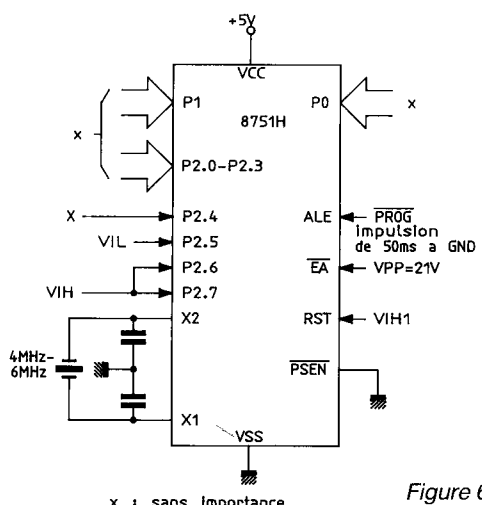 +5V
VCC
P1
P0
x
8751H
x
P2.0-P2.3
X
P2.4
ALE
PROG
impulsion
de 50ms a GND
VIL
P2.5
P2.6
EA
VPP=21V
VIH
P2.7
X2
RST
VIH1
4MHz-
6MHz
PSEN
X1
VSS
x : sans importance
Figure 6